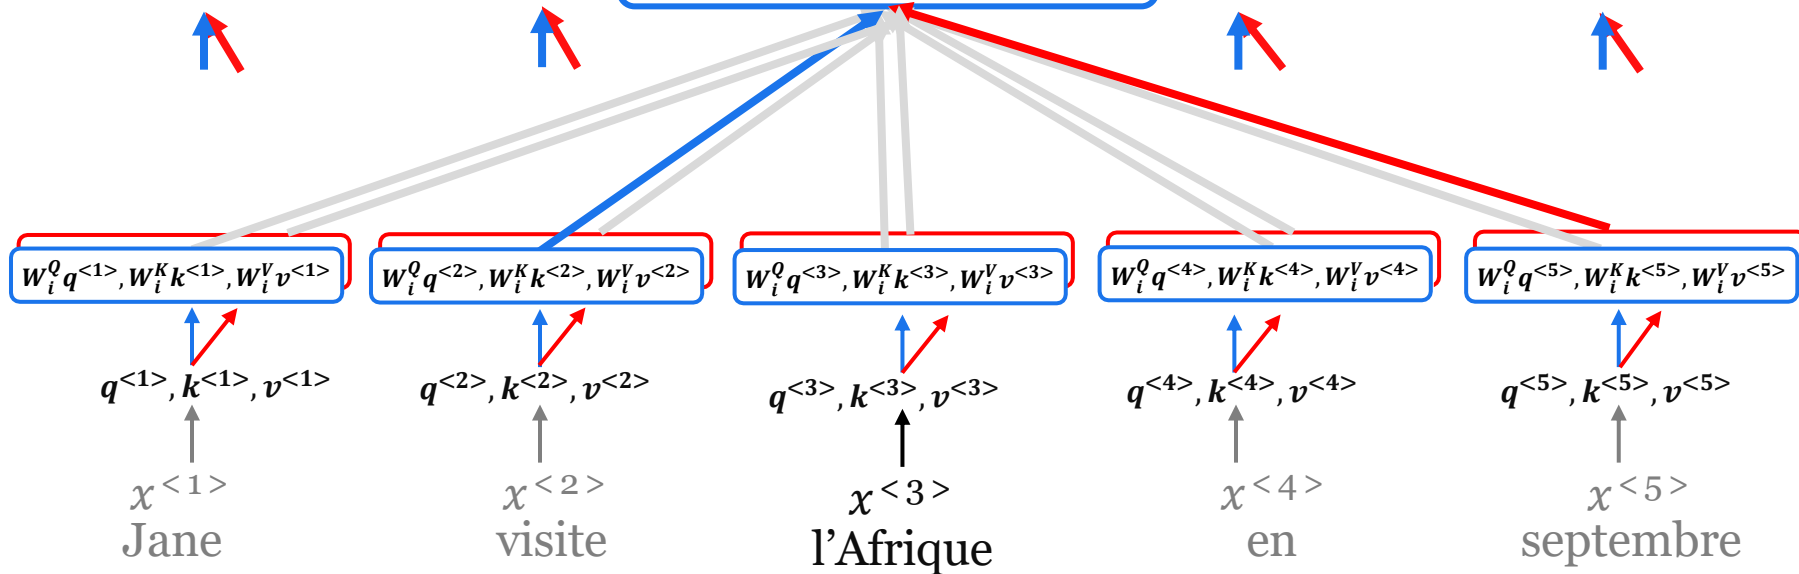 W_i^Q q^{<1>}, W_i^K k^{<1>}, W_i^V v^{<1>} W_i^Q q^{<2>}, W_i^K k^{<2>}, W_i^V v^{<2>} W_i^Q q^{<3>}, W_i^K k^{<3>}, W_i^V v^{<3>} W_i^Q q^{<4>}, W_i^K k^{<4>}, W_i^V v^{<4>} W_i^Q q^{<5>}, W_i^K k^{<5>}, W_i^V v^{<5>}
q^{<1>}, k^{<1>}, v^{<1>} q^{<2>}, k^{<2>}, v^{<2>} q^{<3>}, k^{<3>}, v^{<3>} q^{<4>}, k^{<4>}, v^{<4>} q^{<5>}, k^{<5>}, v^{<5>}
x^{<1>} x^{<2>} x^{<3>} x^{<4>} x^{<5>}
Jane visite l’Afrique en septembre